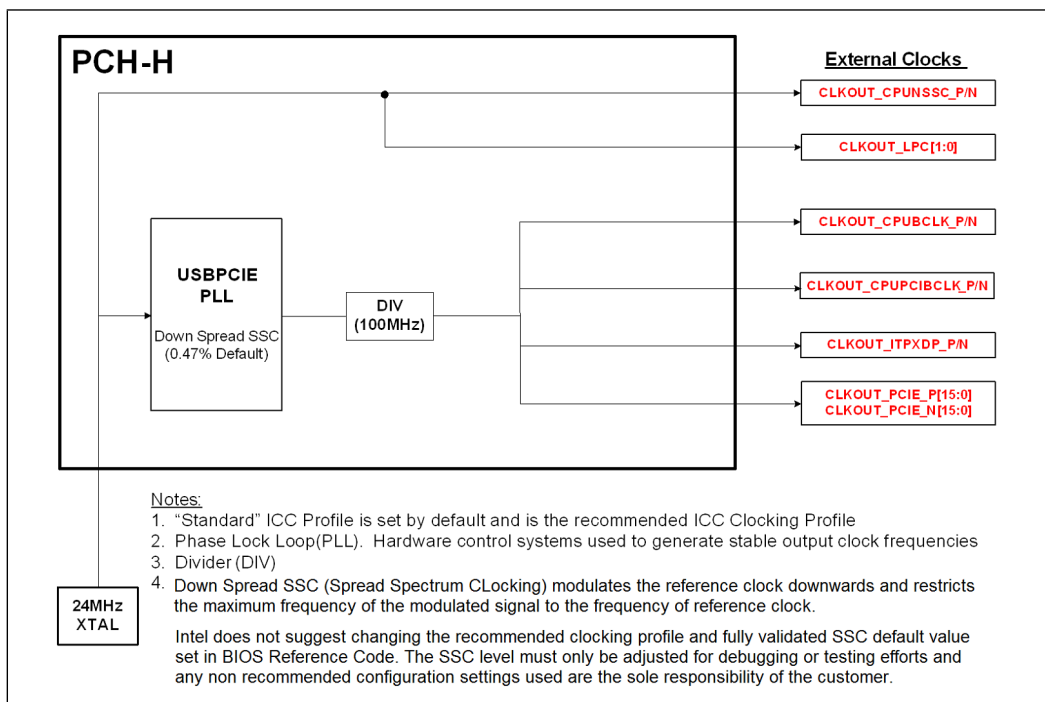 PCH-H
External Clocks
CLKOUT_CPUNSSC_P/N
CLKOUT_LPC[1:0]
CLKOUT_CPUBCLK_P/N
USBPCIE
PLL
Down Spread SSC
(0.47% Default)
DIV
(100MHz)
CLKOUT_CPUPCIBCLK_P/N
CLKOUT_ITPXDP_P/N
CLKOUT_PCIE_P[15:0]
CLKOUT_PCIE_N[15:0]
24MHz
XTAL
Notes:
1. “Standard” ICC Profile is set by default and is the recommended ICC Clocking Profile
2. Phase Lock Loop(PLL). Hardware control systems used to generate stable output clock frequencies
3. Divider (DIV)
4. Down Spread SSC (Spread Spectrum CLocking) modulates the reference clock downwards and restricts
the maximum frequency of the modulated signal to the frequency of reference clock.
Intel does not suggest changing the recommended clocking profile and fully validated SSC default value
set in BIOS Reference Code. The SSC level must only be adjusted for debugging or testing efforts and
any non recommended configuration settings used are the sole responsibility of the customer.